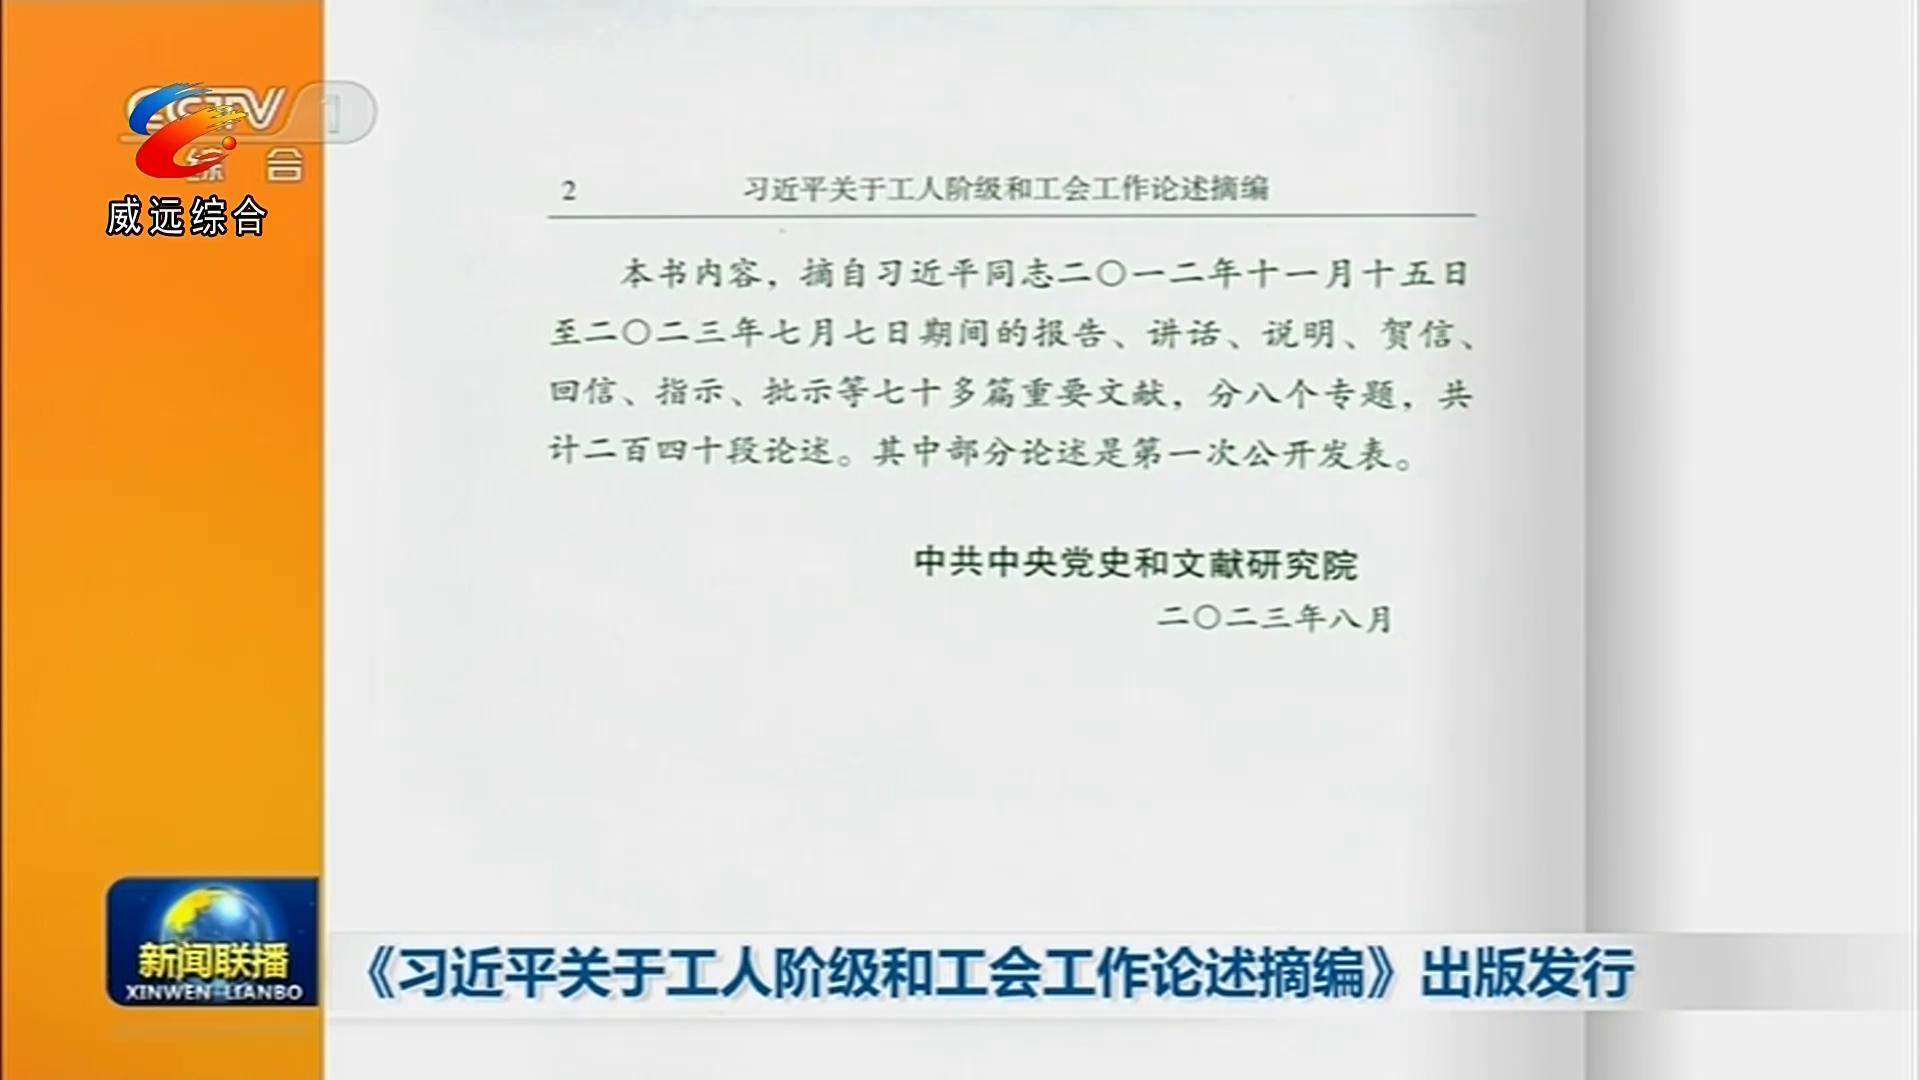 CCTV 1
综合
威远综合
2 习近平关于工人阶级和工会工作论述摘编
本书内容，摘自习近平同志二〇一二年十一月十五日
至二〇二三年七月七日期间的报告、讲话、说明、贺信、
回信、指示、批示等七十多篇重要文献，分八个专题，共
计二百四十段论述。其中部分论述是第一次公开发表。
中共中央党史和文献研究院
二〇二三年八月
新闻联播
XINWEN LIANBO
《习近平关于工人阶级和工会工作论述摘编》出版发行